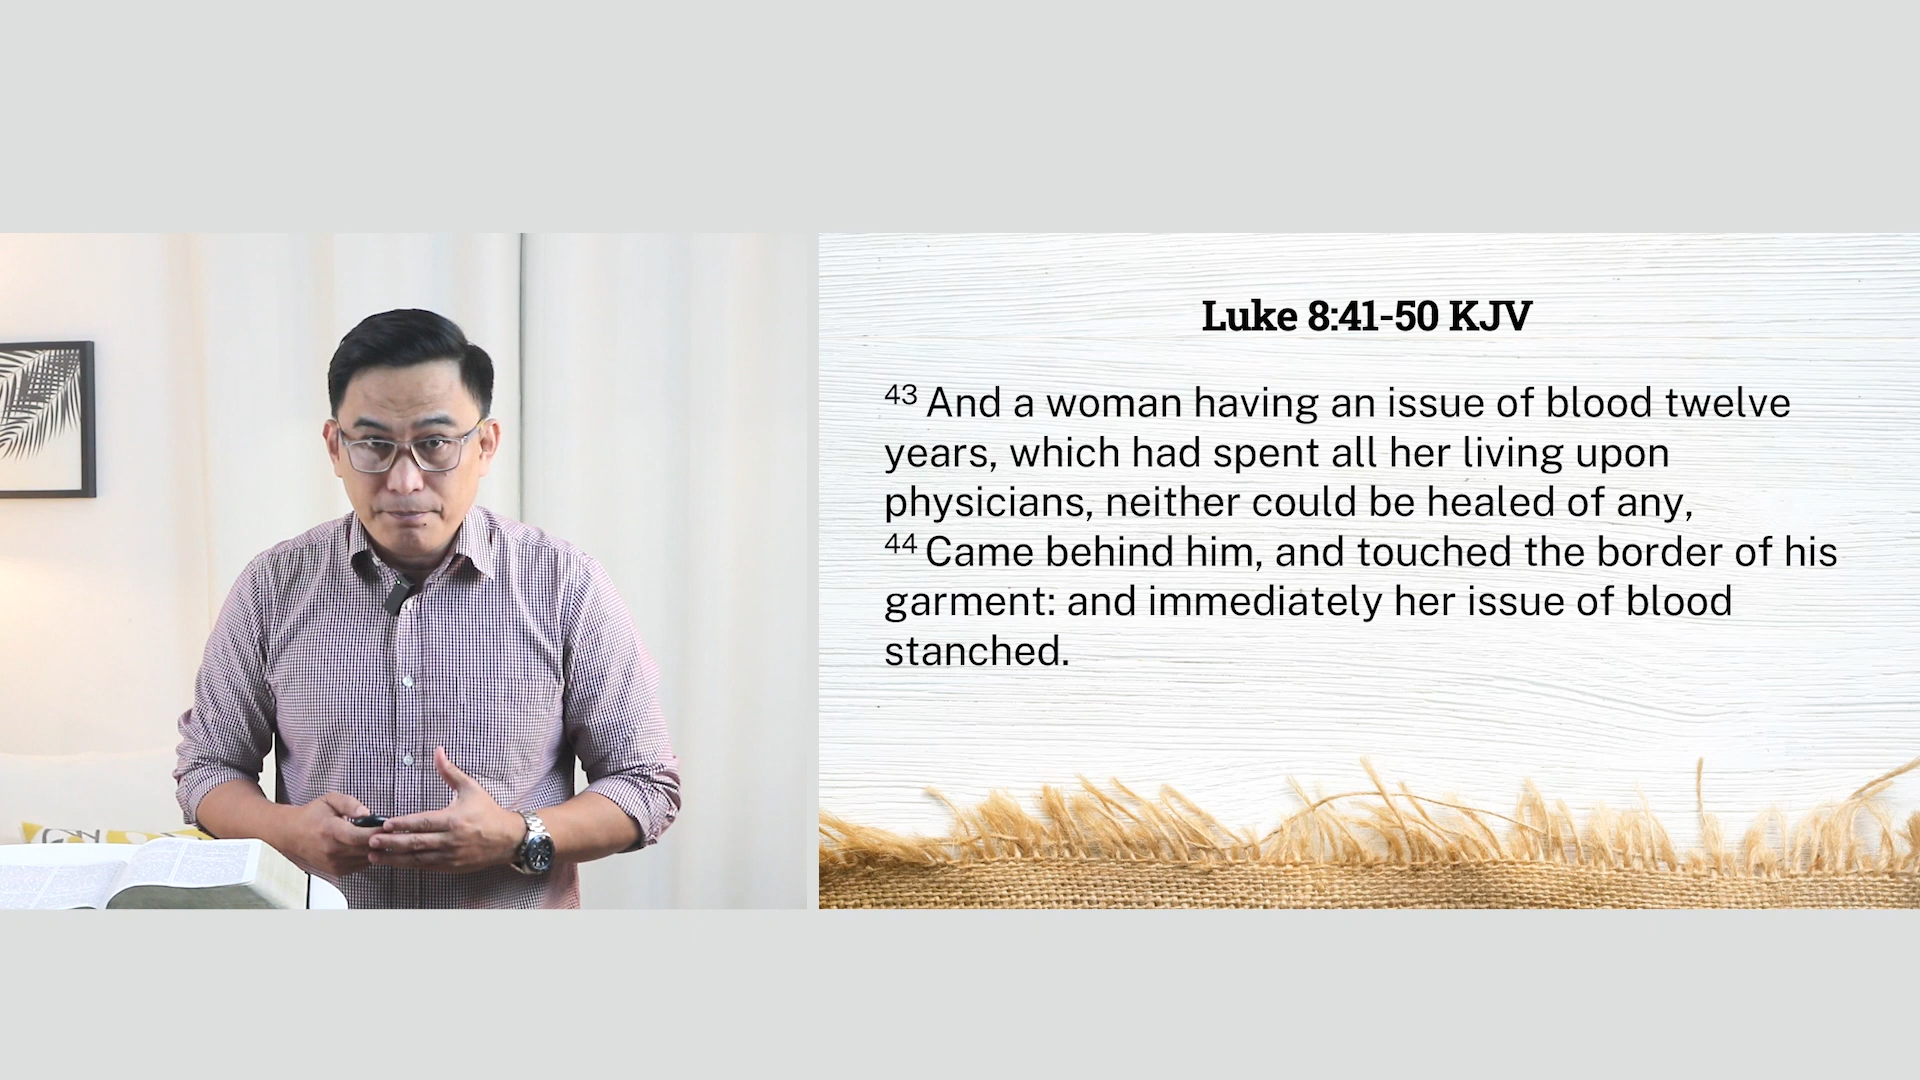 Luke 8:41-50 KJV
43 And a woman having an issue of blood twelve
years, which had spent all her living upon
physicians, neither could be healed of any,
44 Came behind him, and touched the border of his
garment: and immediately her issue of blood
stanched.